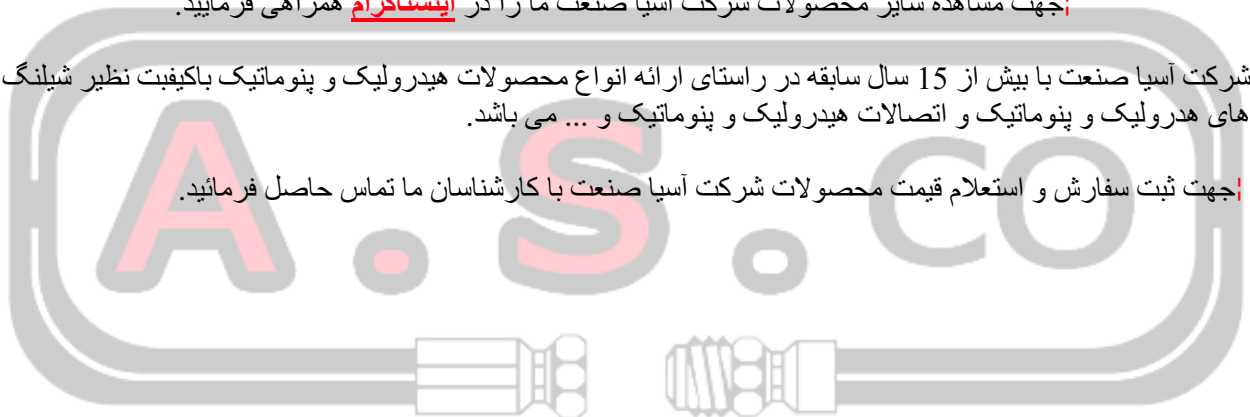 جهت مشاهده سایر محصولات شرکت آسیا صنعت ما را در اینستاگرام همراهی فرمایید.
شرکت آسیا صنعت با بیش از 15 سال سابقه در راستای ارائه انواع محصولات هیدرولیک و پنوماتیک باکیفبت نظیر شیلنگ
های هدرولیک و پنوماتیک و اتصالات هیدرولیک و پنوماتیک و ... می باشد.
¦جهت ثبت سفارش و استعلام قیمت محصولات شرکت آسیا صنعت با کارشناسان ما تماس حاصل فرمائید.
A.S.CO